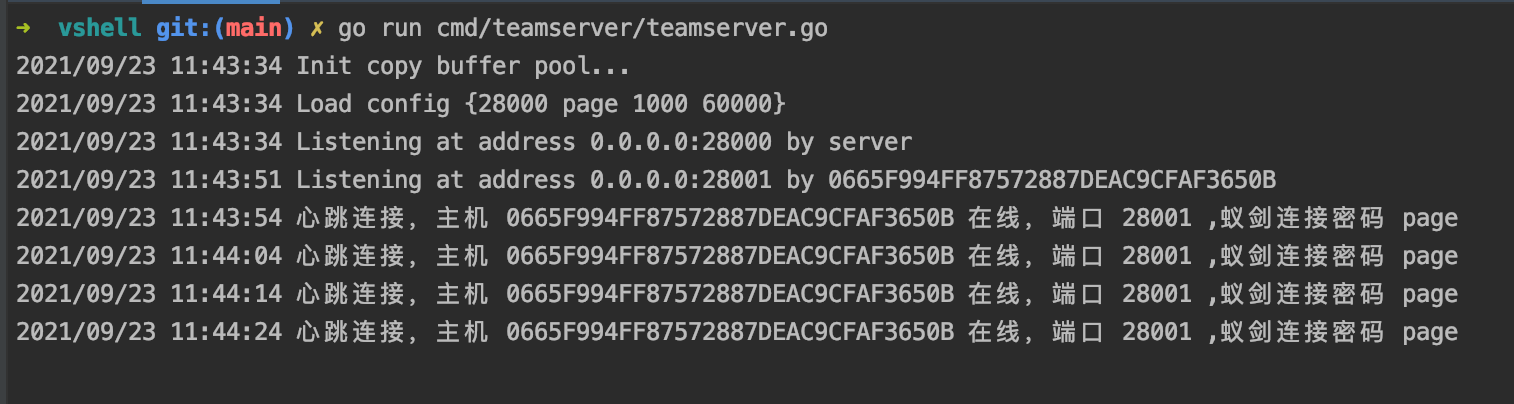 ➜ vshell git:(main) ✗ go run cmd/teamserver/teamserver.go
2021/09/23 11:43:34 Init copy buffer pool...
2021/09/23 11:43:34 Load config {28000 page 1000 60000}
2021/09/23 11:43:34 Listening at address 0.0.0.0:28000 by server
2021/09/23 11:43:51 Listening at address 0.0.0.0:28001 by 0665F994FF87572887DEAC9CFAF3650B
2021/09/23 11:43:54 心跳连接, 主机 0665F994FF87572887DEAC9CFAF3650B 在线, 端口 28001 ,蚁剑连接密码 page
2021/09/23 11:44:04 心跳连接, 主机 0665F994FF87572887DEAC9CFAF3650B 在线, 端口 28001 ,蚁剑连接密码 page
2021/09/23 11:44:14 心跳连接, 主机 0665F994FF87572887DEAC9CFAF3650B 在线, 端口 28001 ,蚁剑连接密码 page
2021/09/23 11:44:24 心跳连接, 主机 0665F994FF87572887DEAC9CFAF3650B 在线, 端口 28001 ,蚁剑连接密码 page